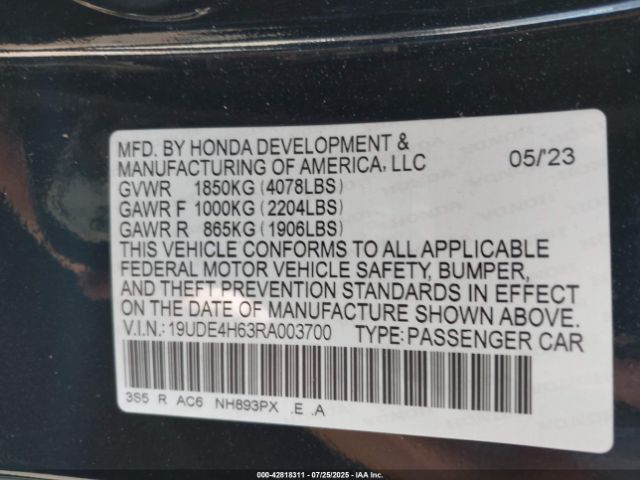 MFD. BY HONDA DEVELOPMENT &
MANUFACTURING OF AMERICA, LLC 05/'23
GVWR 1850KG (4078LBS)
GAWR F 1000KG (2204LBS)
GAWR R 865KG (1906LBS)
THIS VEHICLE CONFORMS TO ALL APPLICABLE
FEDERAL MOTOR VEHICLE SAFETY, BUMPER,
AND THEFT PREVENTION STANDARDS IN EFFECT
ON THE DATE OF MANUFACTURE SHOWN ABOVE.
V.I.N.: 19UDE4H63RA003700 TYPE: PASSENGER CAR
3S5 R AC6 NH893PX .E .A
000-42818311 - 07/25/2025 - IAA Inc.